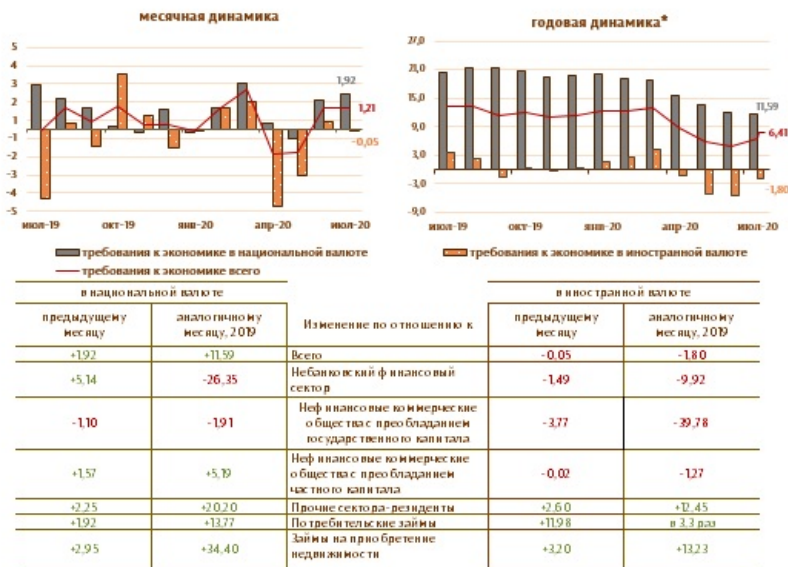 месячная динамика
годовая динамика*
5
4
3
2
1
-1
-2
-3
-4
-5
1,92
1,21
-0,05
июл-19
окт-19
янв-20
апр-20
июл-20
27,0
21,0
15,0
9,0
3,0
-3,0
-9,0
11,59
6,41
-1,80
июл-19
окт-19
янв-20
апр-20
июл-20
требования к экономике в национальной валюте
требования к экономике в иностранной валюте
требования к экономике всего
в национальной валюте
в иностранной валюте
предыдущему месяцу
аналогичному месяцу, 2019
Изменение по отношению к
предыдущему месяцу
аналогичному месяцу, 2019
+1,92 +11,59 Всего -0,05 -1,80
+5,14 -26,35 Небанковский финансовый сектор -1,49 -9,92
-1,10 -1,91 Нефинансовые коммерческие общества с преобладанием государственного капитала -3,77 -39,78
+1,57 +5,19 Нефинансовые коммерческие общества с преобладанием частного капитала -0,02 -1,27
+2,25 +20,20 Прочие сектора-резиденты +2,60 +12,45
+1,92 +13,77 Потребительские займы +11,98 в 3,3 раз
+2,95 +34,40 Займы на приобретение недвижимости +3,20 +13,23